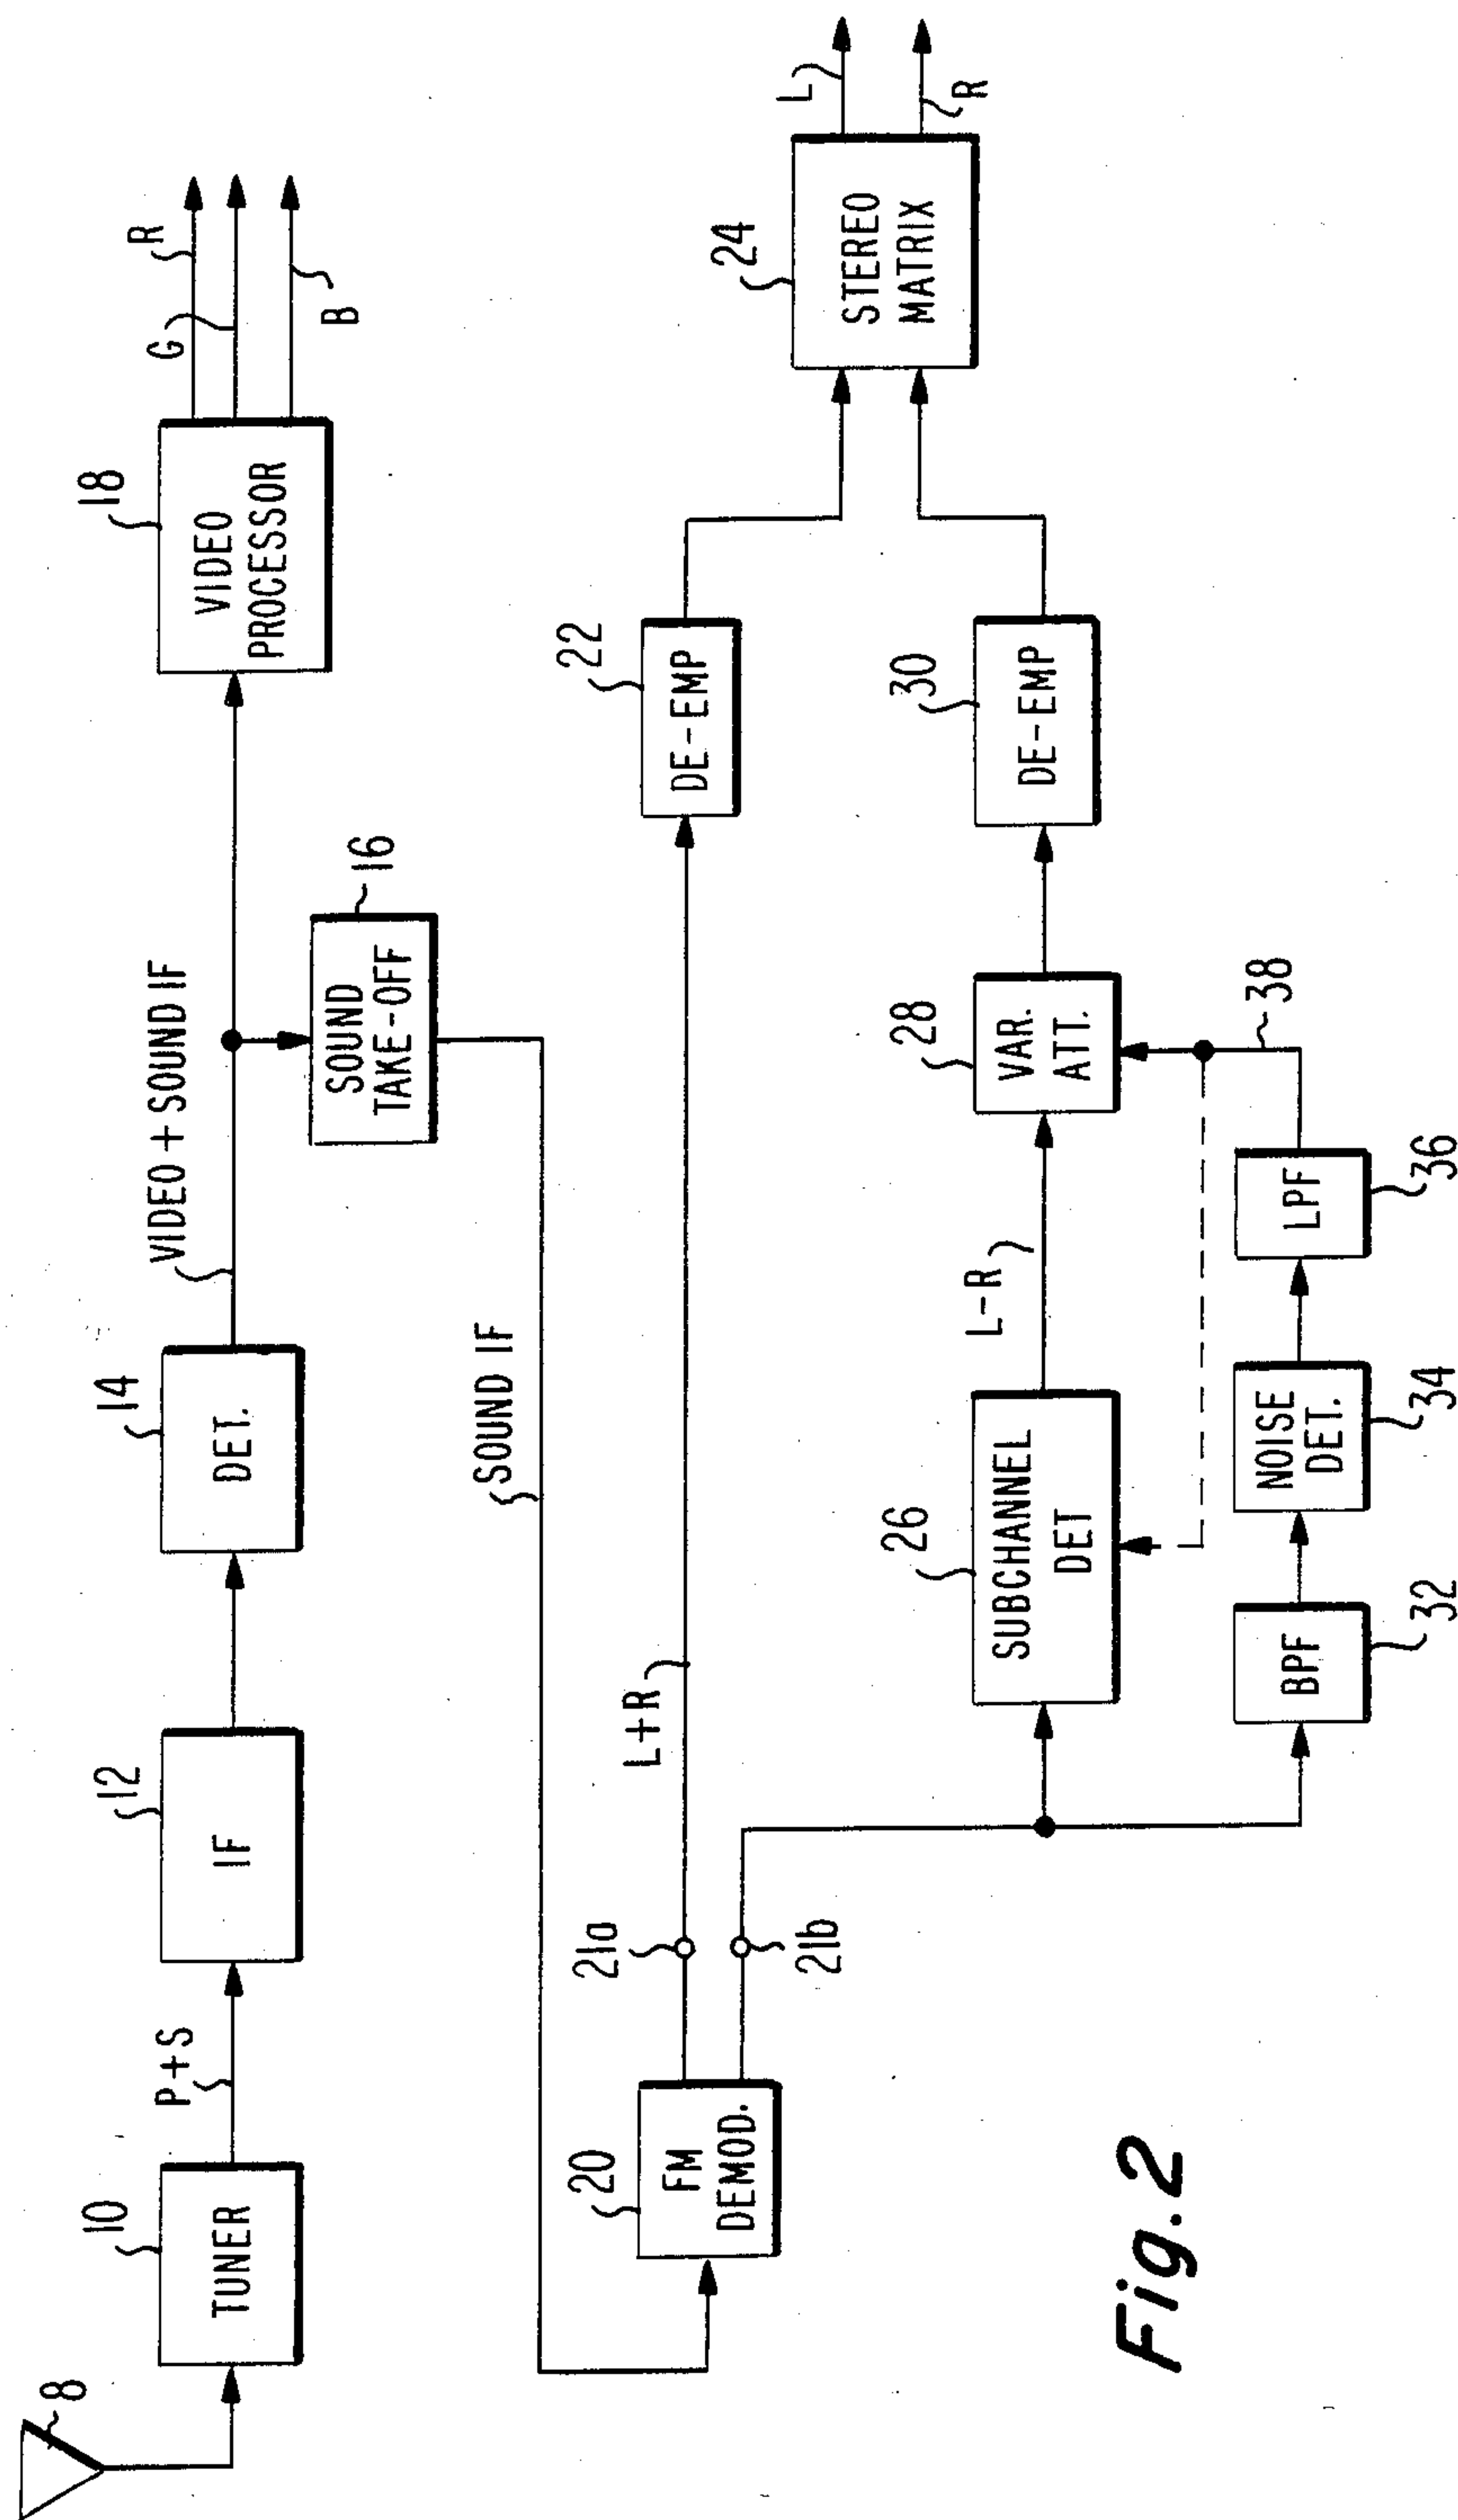 8
10
TUNER
P+S
12
IF
14
DET.
VIDEO + SOUND IF
16
SOUND
TAKE-OFF
18
VIDEO
PROCESSOR
R
G
B
SOUND IF
20
FM
DEMOD.
21a
21b
L+R
22
DE-EMP
24
STEREO
MATRIX
L
R
26
SUBCHANNEL
DET
L-R
28
VAR.
ATT.
30
DE-EMP
32
BPF
34
NOISE
DET.
36
LPF
38
Fig.2